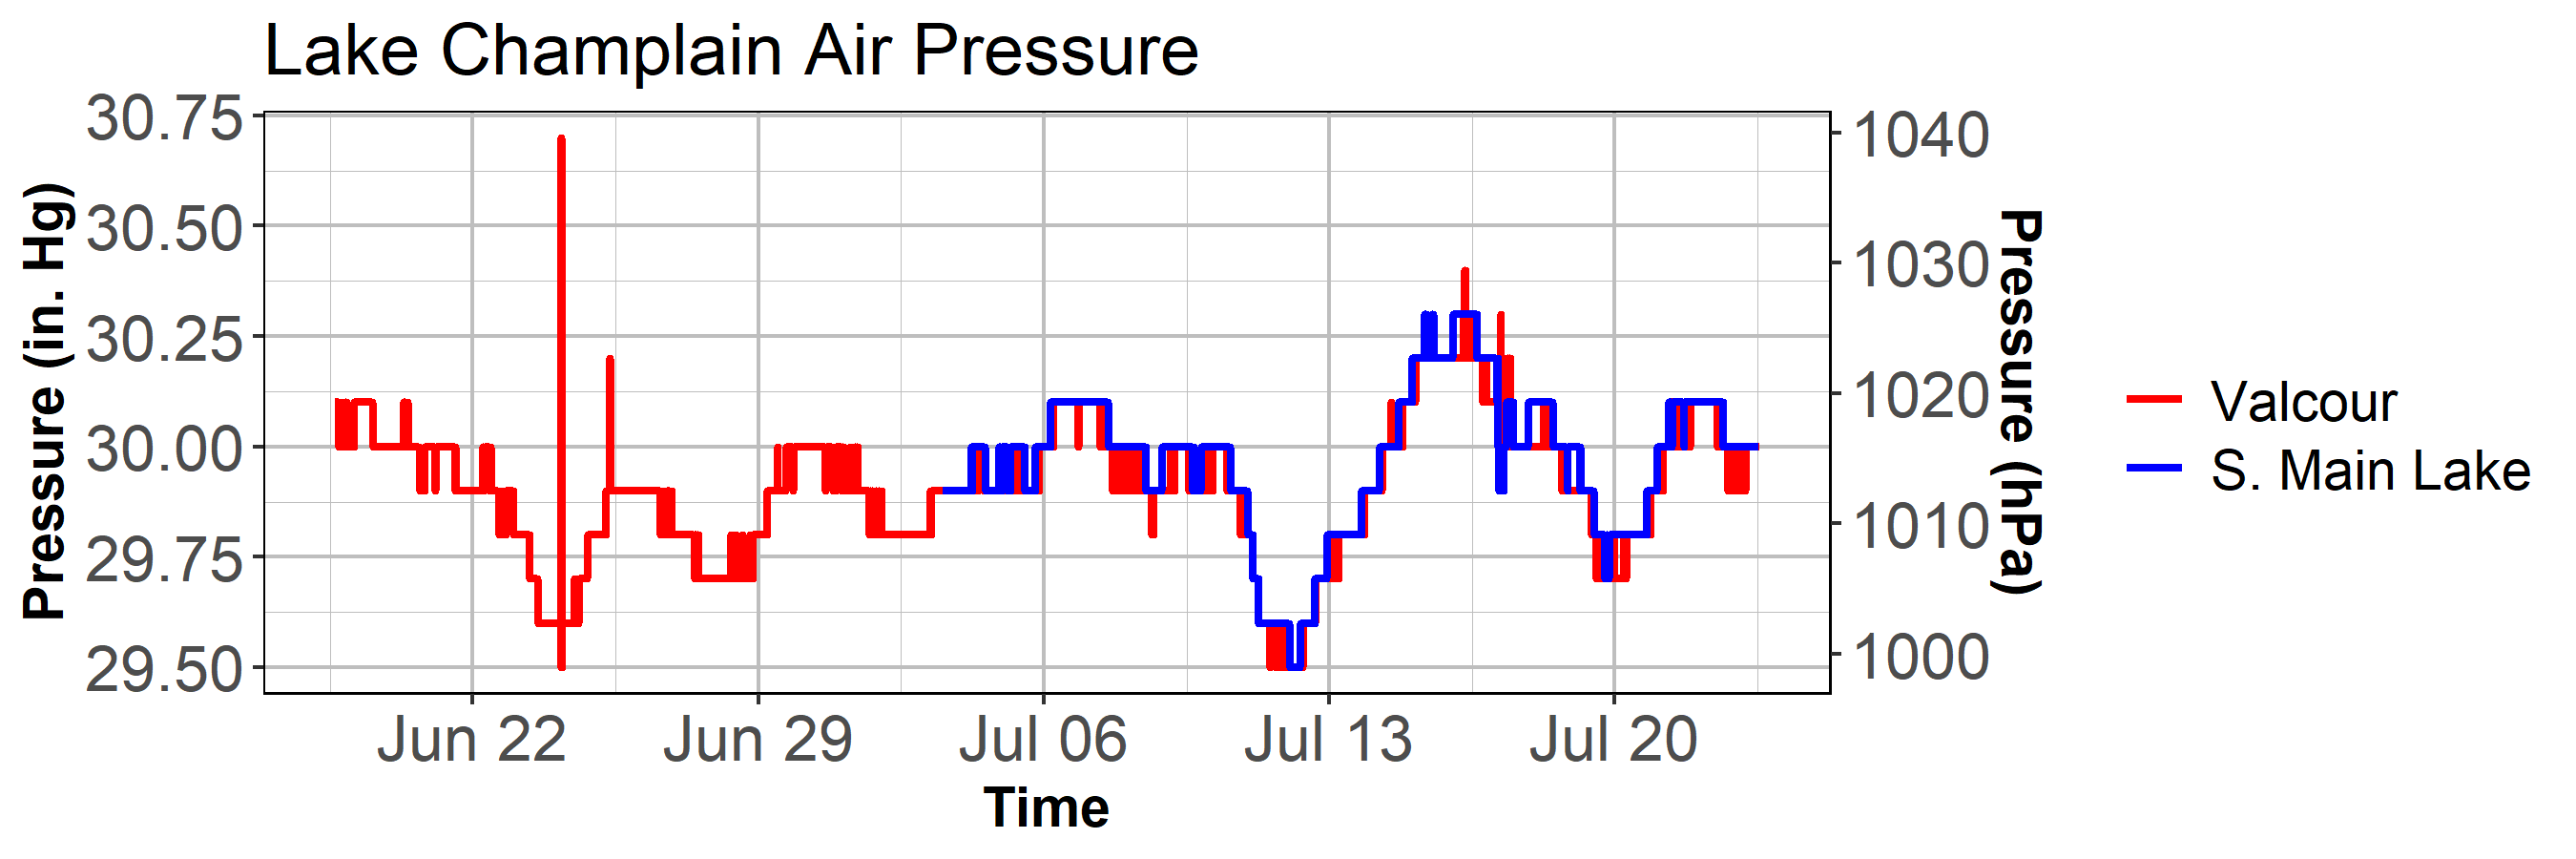 Lake Champlain Air Pressure
Pressure (in. Hg)
30.75
30.50
30.25
30.00
29.75
29.50
1040
1030
1020
1010
1000
Pressure (hPa)
Jun 22
Jun 29
Jul 06
Jul 13
Jul 20
Time
Valcour
S. Main Lake